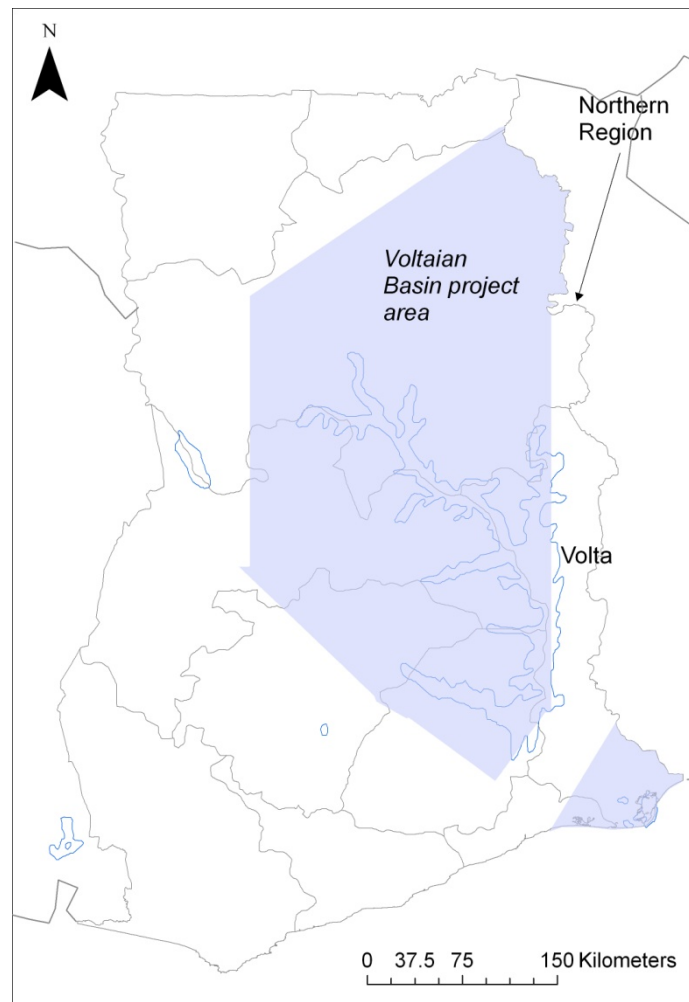 N
Northern
Region
Voltaian
Basin project
area
Volta
0 37.5 75 150 Kilometers